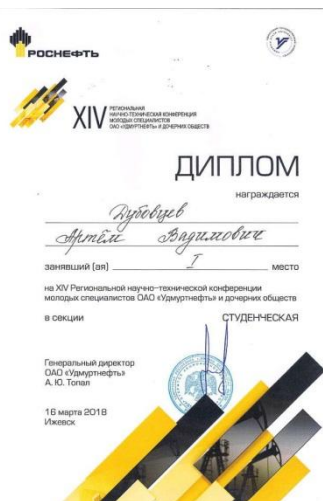 РОСНЕФТЬ
XIV
РЕГИОНАЛЬНАЯ
НАУЧНО-ТЕХНИЧЕСКАЯ КОНФЕРЕНЦИЯ
МОЛОДЫХ СПЕЦИАЛИСТОВ
ОАО «УДМУРТНЕФТЬ» И ДОЧЕРНИХ ОБЩЕСТВ
ДИПЛОМ
награждается
Дубовцев
Артём Вадимович
занявший (ая) I место
на XIV Региональной научно-технической конференции
молодых специалистов ОАО «Удмуртнефть» и дочерних обществ
в секции СТУДЕНЧЕСКАЯ
Генеральный директор
ОАО «Удмуртнефть»
А. Ю. Топал
16 марта 2018
Ижевск